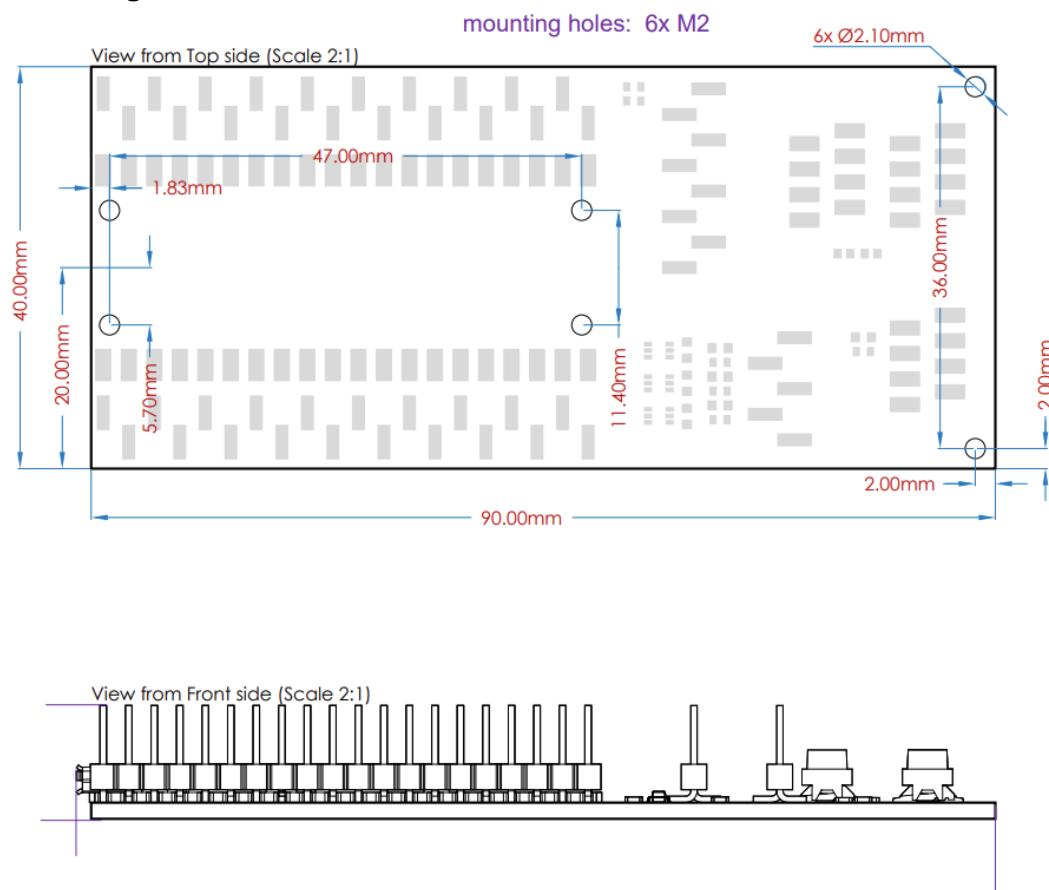 mounting holes: 6x M2
View from Top side (Scale 2:1)
6x Ø2.10mm
47.00mm
1.83mm
40.00mm
20.00mm
5.70mm
11.40mm
36.00mm
2.00mm
2.00mm
90.00mm
View from Front side (Scale 2:1)